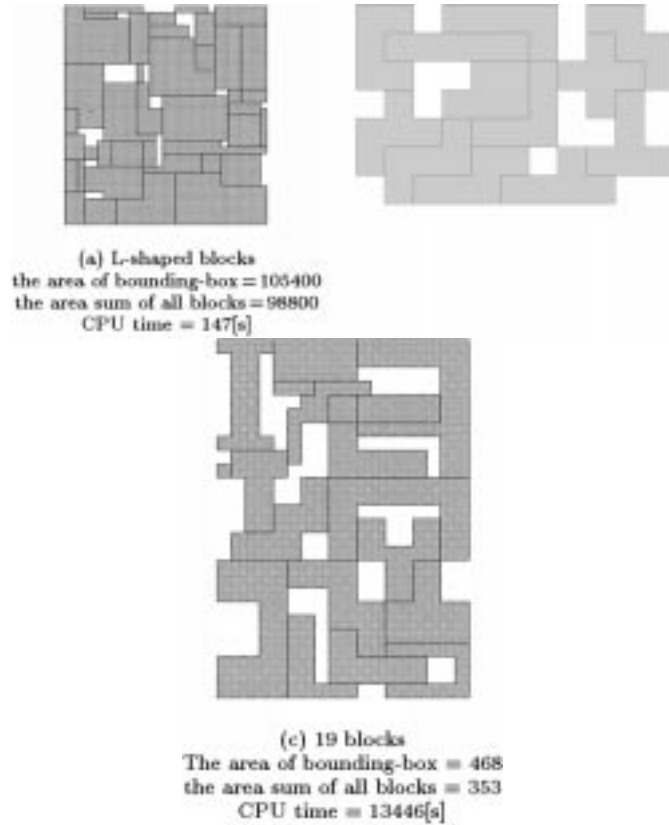 (a) L-shaped blocks
the area of bounding-box=105400
the area sum of all blocks=98800
CPU time = 147[s]
(c) 19 blocks
The area of bounding-box = 468
the area sum of all blocks = 353
CPU time = 13446[s]